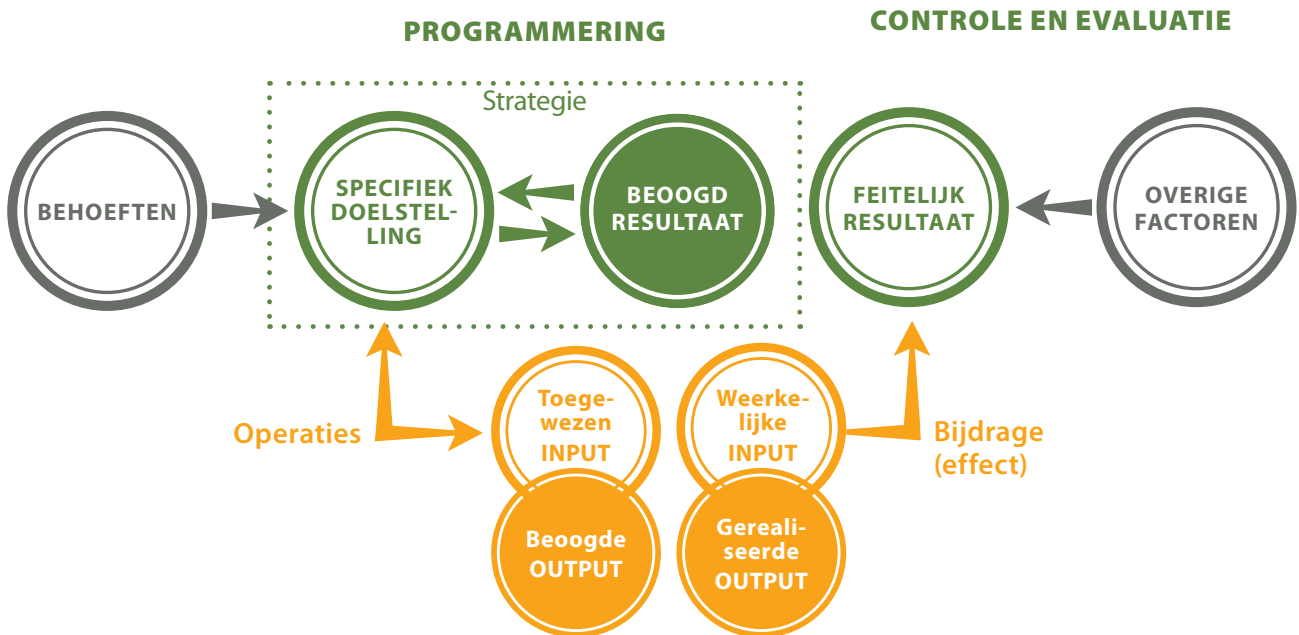 PROGRAMMERING
CONTROLE EN EVALUATIE
Strategie
BEHOEFTEN
SPECIFIEK
DOELSTEL-
LING
BEOOGD
RESULTAAT
FEITELIJK
RESULTAAT
OVERIGE
FACTOREN
Operaties
Toege-
wezen
INPUT
Weerke-
lijke
INPUT
Bijdrage
(effect)
Beoogde
OUTPUT
Gereali-
seerde
OUTPUT